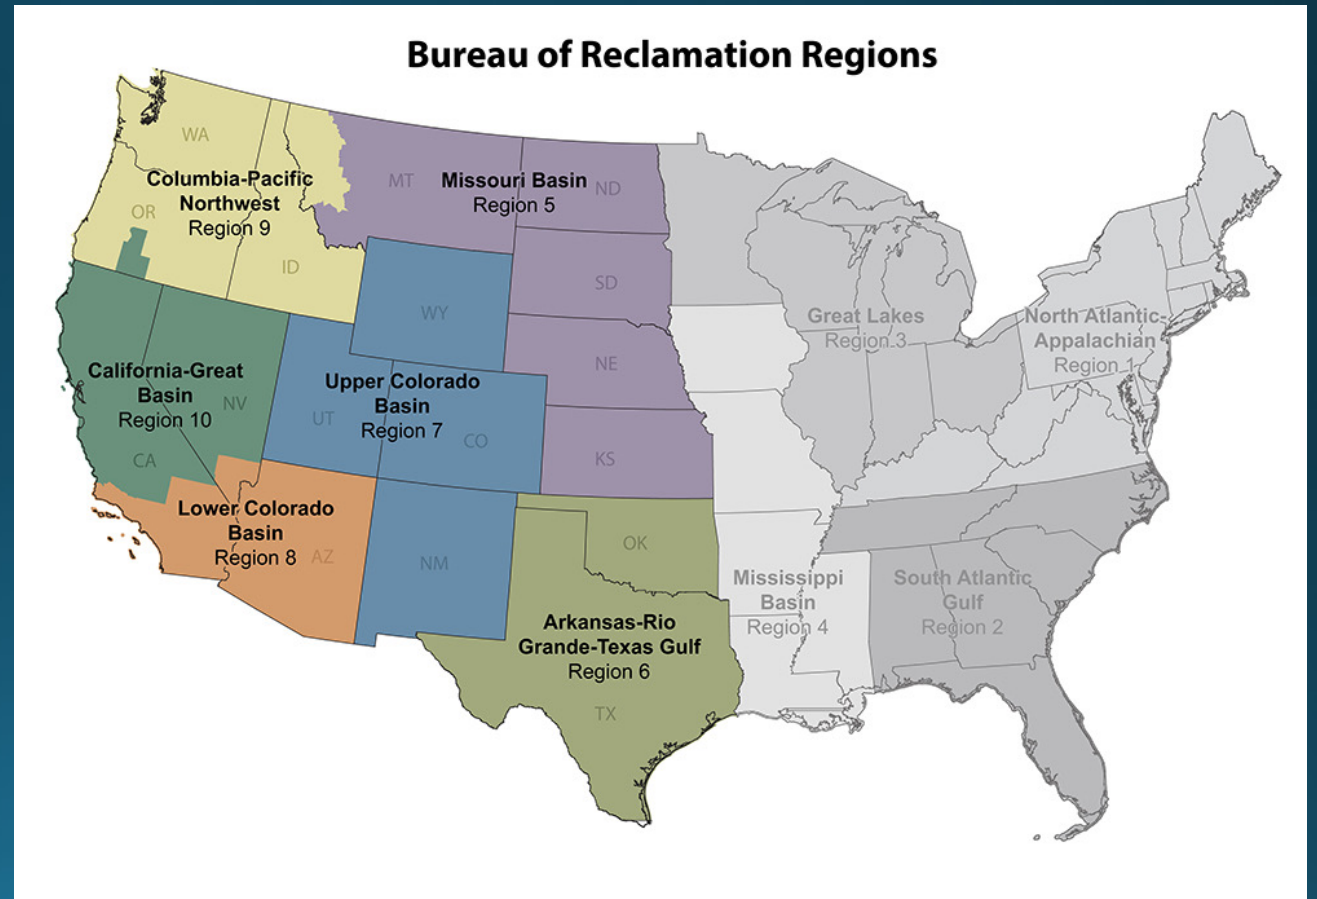 Bureau of Reclamation Regions
WA
Columbia-Pacific
Northwest
Region 9
OR
ID
MT
Missouri Basin
Region 5
ND
SD
NE
KS
WY
Upper Colorado
Basin
Region 7
UT
CO
NM
California-Great
Basin
Region 10
NV
CA
Lower Colorado
Basin
Region 8
AZ
OK
Arkansas-Rio
Grande-Texas Gulf
Region 6
TX
Great Lakes
Region 3
North Atlantic-
Appalachian
Region 1
Mississippi
Basin
Region 4
South Atlantic
Gulf
Region 2